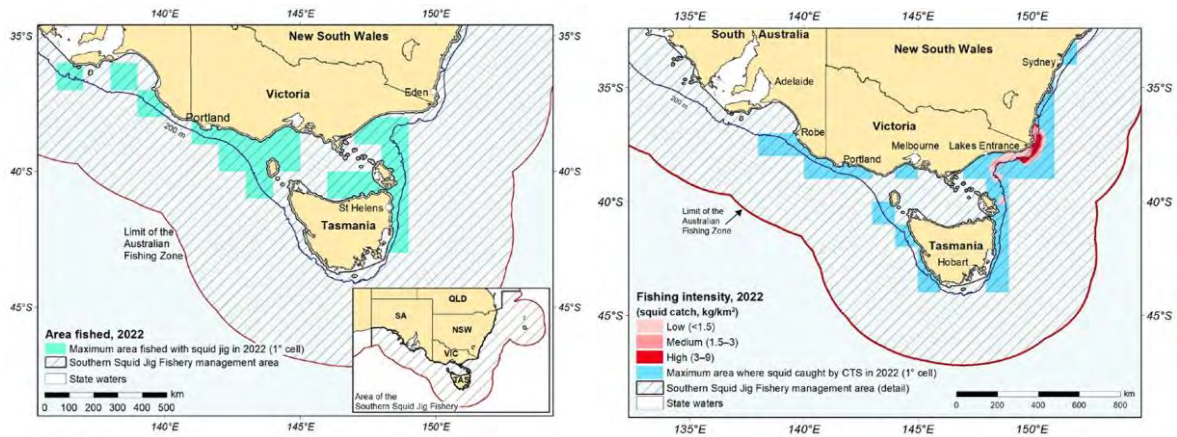 140°E
145°E
150°E
35°S
40°S
45°S
New South Wales
Victoria
Eden
Portland
200 m
St Helens
Tasmania
Limit of the
Australian
Fishing Zone
Area fished, 2022
Maximum area fished with squid jig in 2022 (1° cell)
Southern Squid Jig Fishery management area
State waters
km
0 100 200 300 400 500
QLD
SA
NSW
VIC
TAS
Area of the
Southern Squid Jig Fishery
140°E
145°E
150°E
135°E
140°E
145°E
150°E
35°S
35°S
South Australia
New South Wales
Sydney
Adelaide
200 m
Victoria
Robe
Melbourne
Lakes Entrance
Portland
40°S
40°S
Limit of the
Australian
Fishing Zone
Tasmania
Hobart
45°S
45°S
Fishing intensity, 2022
(squid catch, kg/km²)
Low (<1.5)
Medium (1.5–3)
High (3–9)
Maximum area where squid caught by CTS in 2022 (1° cell)
Southern Squid Jig Fishery management area (detail)
State waters
km
0 200 400 600 800
135°E
140°E
145°E
150°E